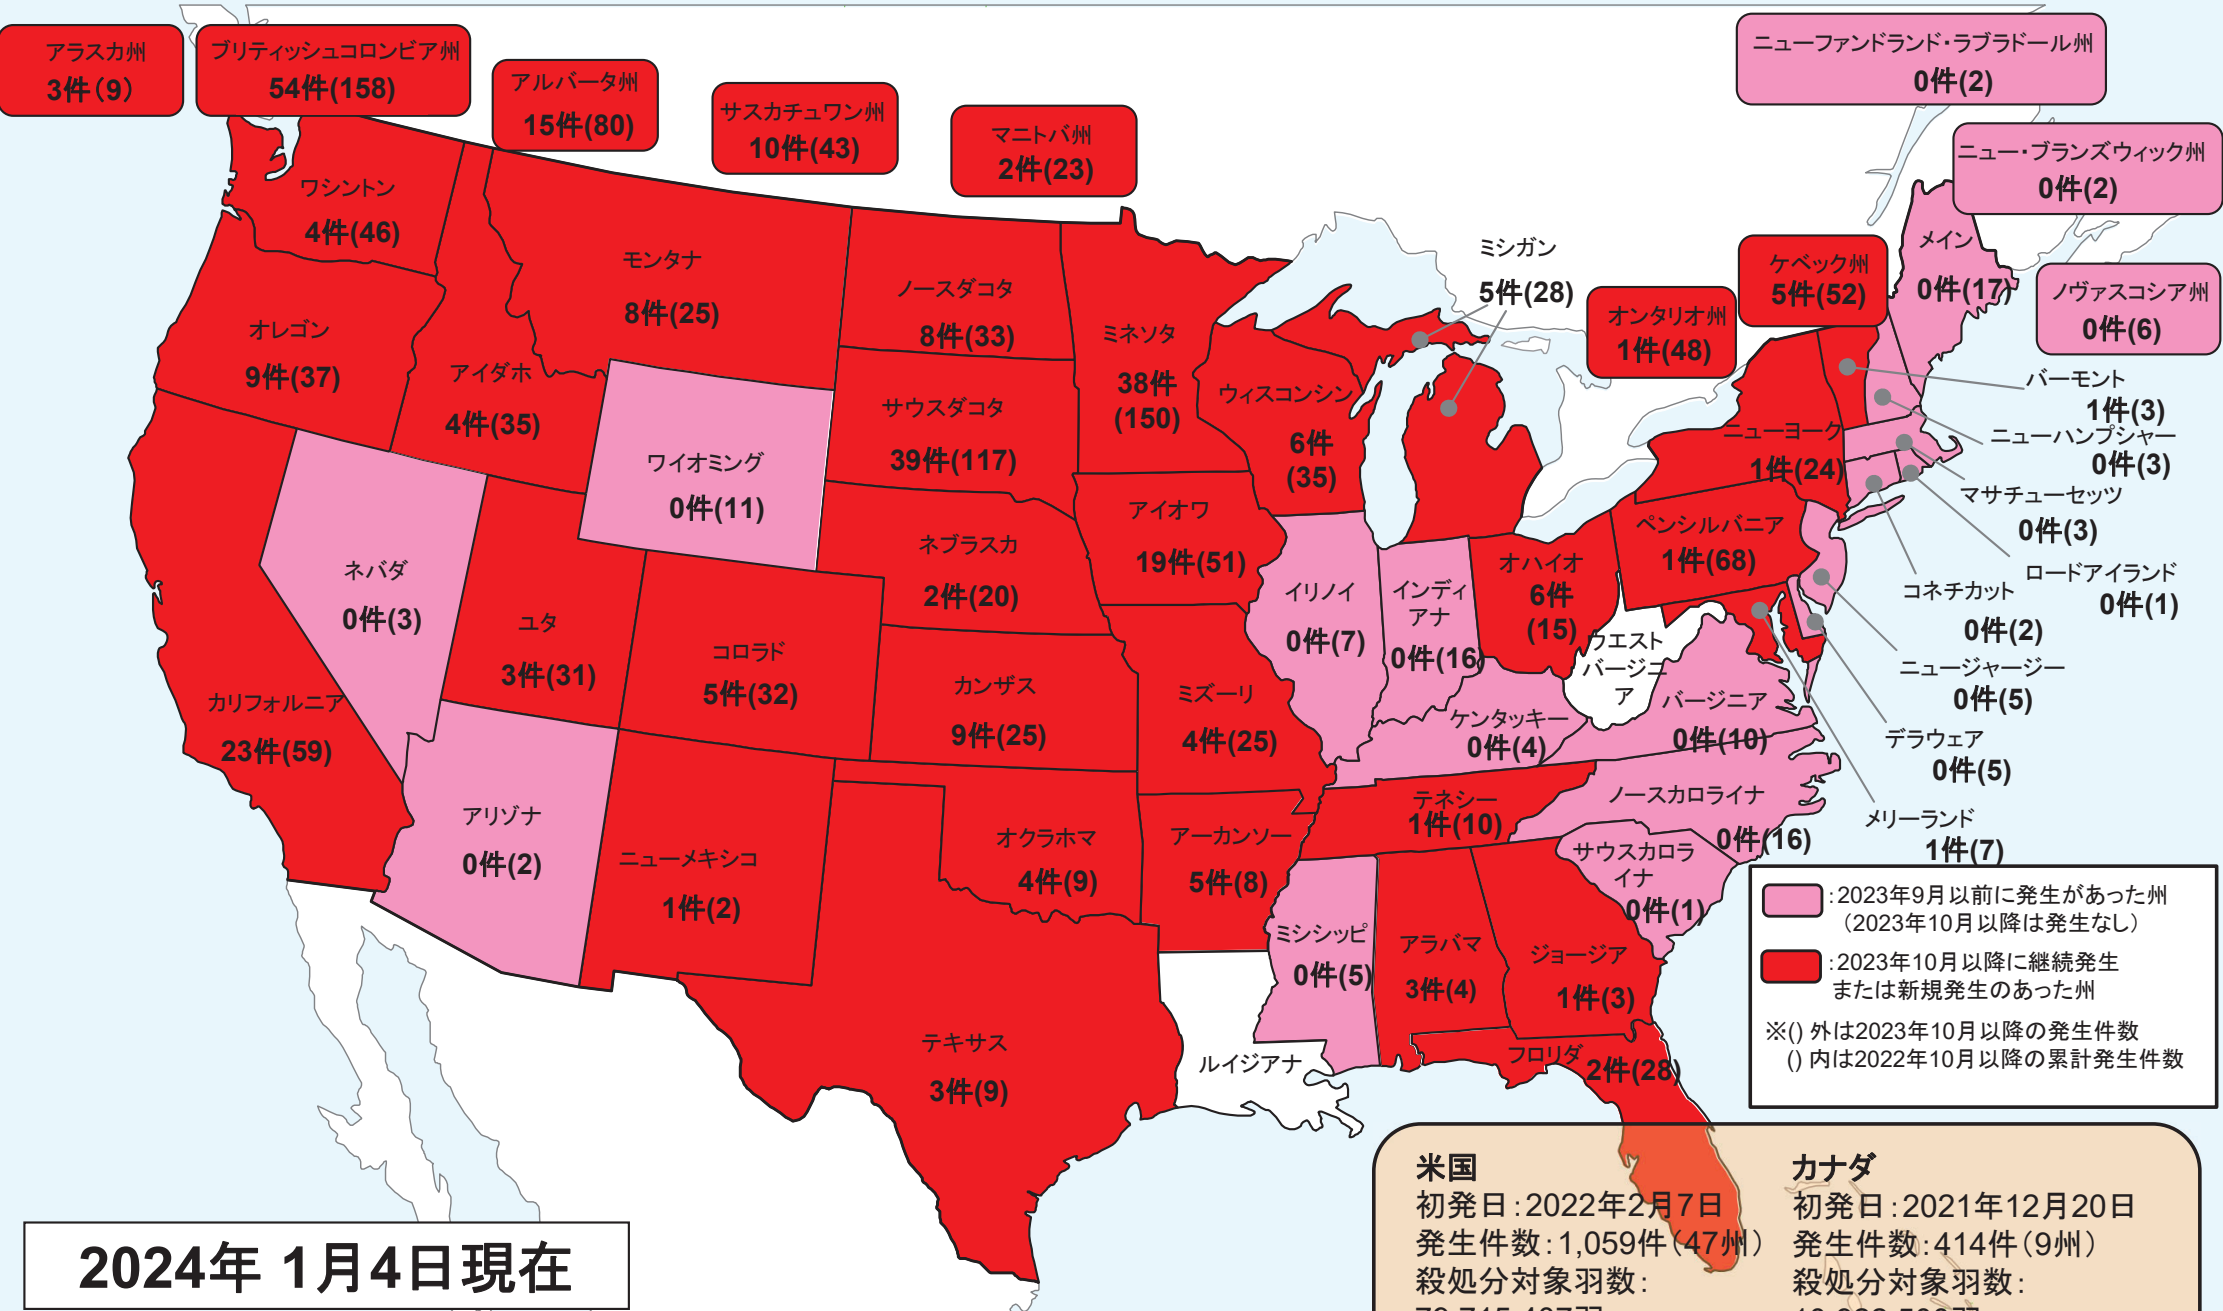 アラスカ州
3件（9）
ブリティッシュコロンビア州
54件(158)
アルバータ州
15件(80)
サスカチュワン州
10件(43)
マニトバ州
2件(23)
ニューファンドランド・ラブラドール州
0件(2)
ニュー・ブランズウィック州
0件(2)
ケベック州
5件(52)
ノヴァスコシア州
0件(6)
オンタリオ州
1件(48)
ワシントン
4件(46)
モンタナ
8件(25)
ノースダコタ
8件(33)
ミネソタ
38件
(150)
ミシガン
5件(28)
メイン
0件(17)
オレゴン
9件(37)
アイダホ
4件(35)
ワイオミング
0件(11)
サウスダコタ
39件(117)
ウィスコンシン
6件
(35)
ニューヨーク
1件(24)
バーモント
1件(3)
ニューハンプシャー
0件(3)
マサチューセッツ
0件(3)
ロードアイランド
0件(1)
コネチカット
0件(2)
ニュージャージー
0件(5)
デラウェア
0件(5)
メリーランド
1件(7)
ネバダ
0件(3)
ユタ
3件(31)
コロラド
5件(32)
ネブラスカ
2件(20)
アイオワ
19件(51)
イリノイ
0件(7)
インディ
アナ
0件(16)
オハイオ
6件
(15)
ペンシルバニア
1件(68)
ウエスト
バージニ
ア
バージニア
0件(10)
カリフォルニア
23件(59)
カンザス
9件(25)
ミズーリ
4件(25)
ケンタッキー
0件(4)
アリゾナ
0件(2)
ニューメキシコ
1件(2)
オクラホマ
4件(9)
アーカンソー
5件(8)
テネシー
1件(10)
ノースカロライナ
0件(16)
サウスカロラ
イナ
0件(1)
ミシシッピ
0件(5)
アラバマ
3件(4)
ジョージア
1件(3)
テキサス
3件(9)
ルイジアナ
フロリダ
2件(28)
：2023年9月以前に発生があった州
（2023年10月以降は発生なし）
：2023年10月以降に継続発生
または新規発生のあった州
※() 外は2023年10月以降の発生件数
() 内は2022年10月以降の累計発生件数
2024年 1月4日現在
米国
初発日：2022年2月7日
発生件数：1,059件（47州）
殺処分対象羽数：
カナダ
初発日：2021年12月20日
発生件数：414件（9州）
殺処分対象羽数：